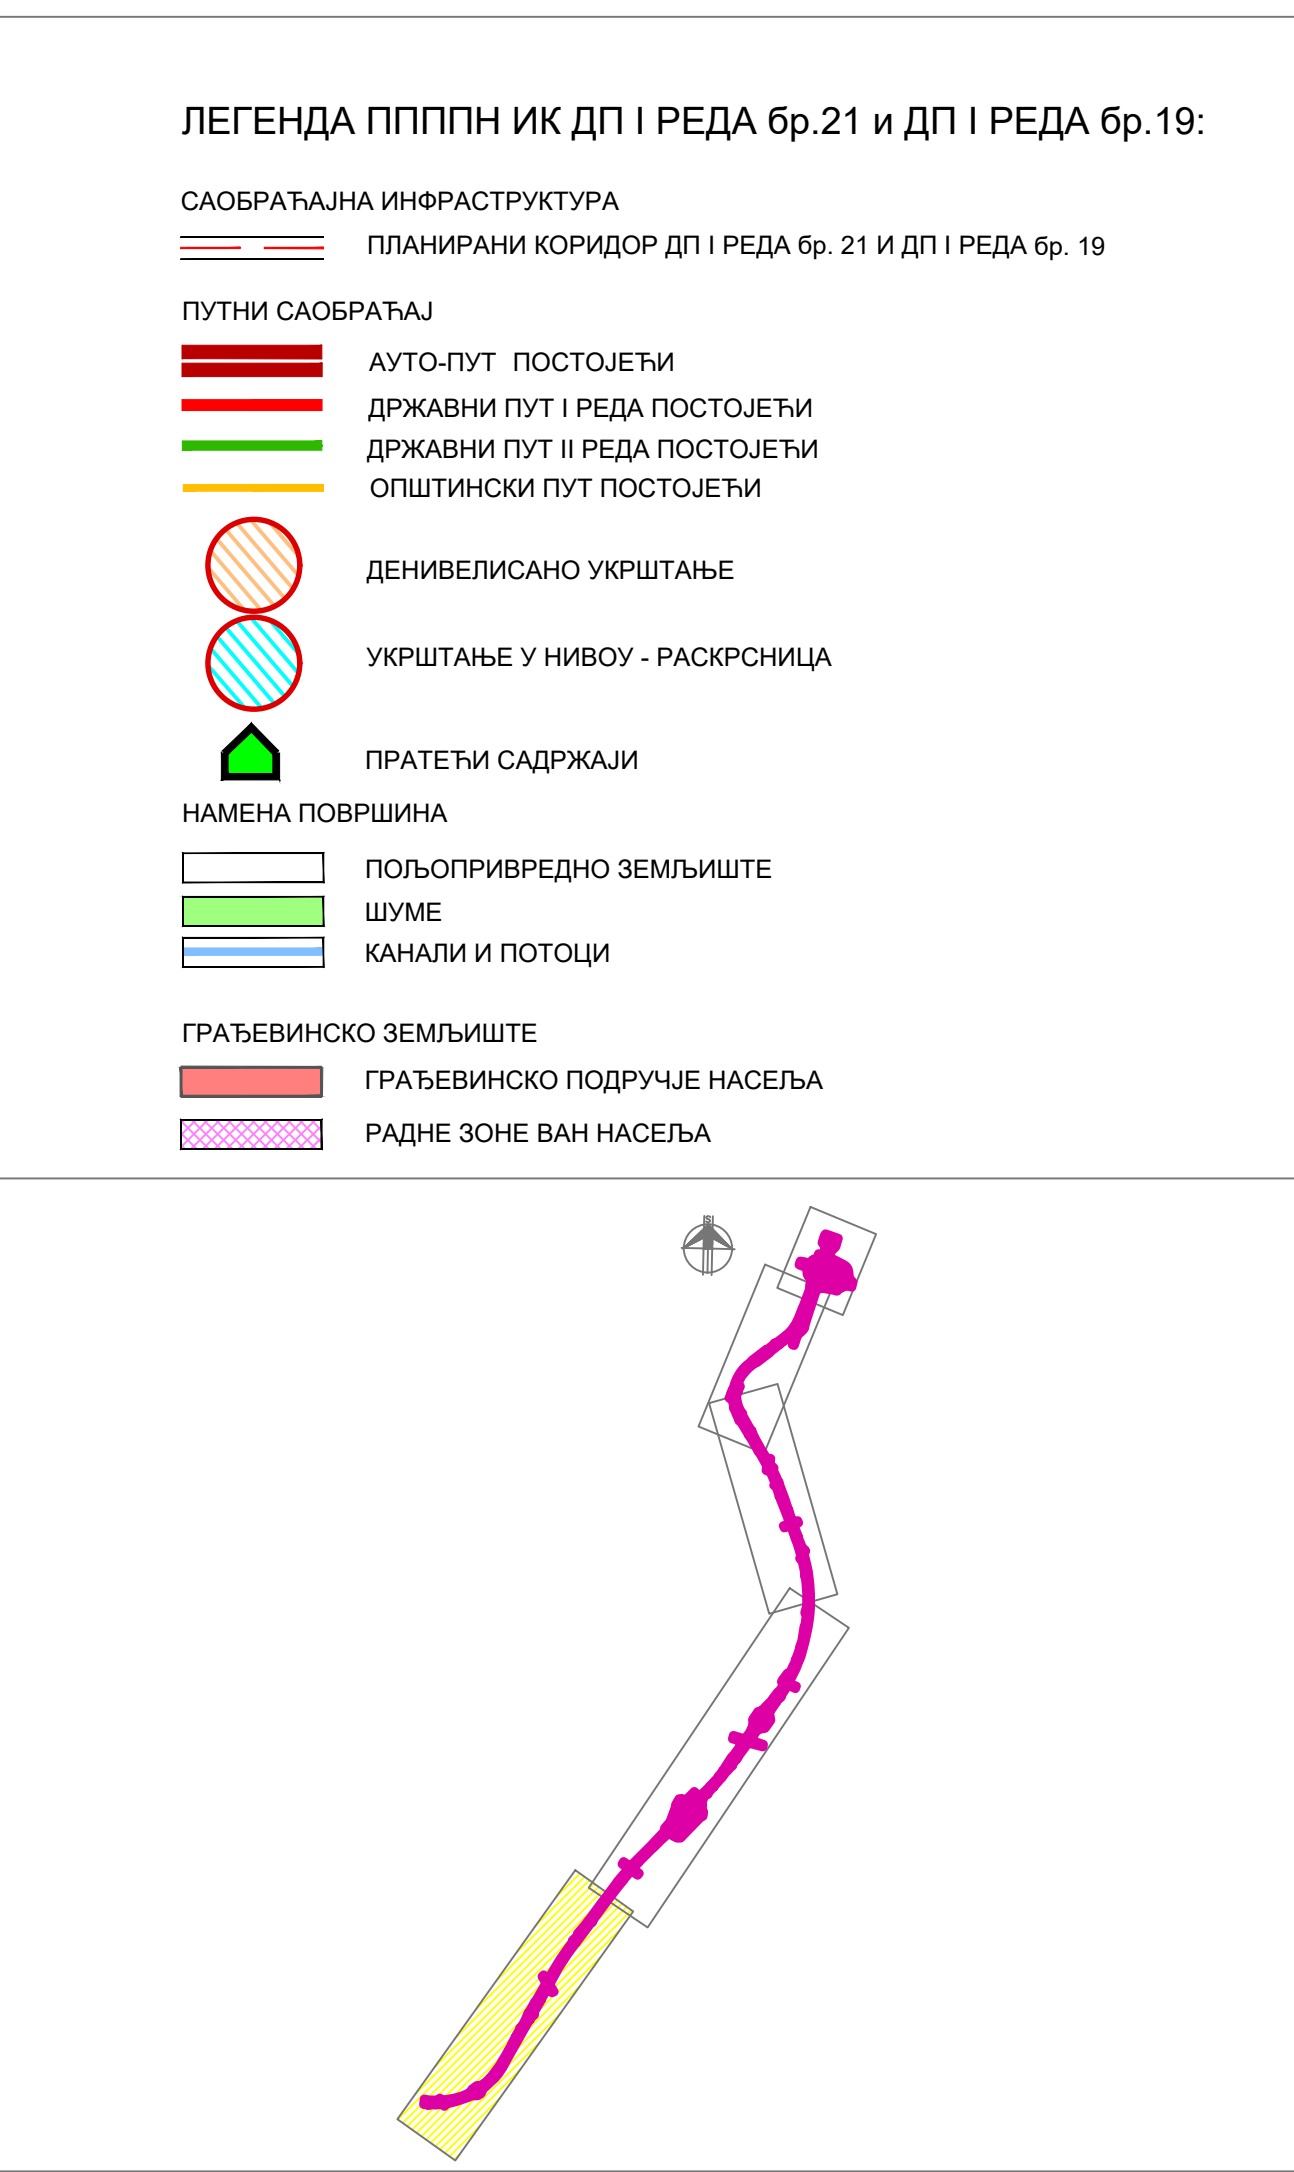 ЛЕГЕНДА ПППPН ИК ДП I РЕДА бр.21 и ДП I РЕДА бр.19:
САОБРАЋАЈНА ИНФРАСТРУКТУРА
ПЛАНИРАНИ КОРИДОР ДП I РЕДА бр. 21 И ДП I РЕДА бр. 19
ПУТНИ САОБРАЋАЈ
АУТО-ПУТ ПОСТОЈЕЋИ
ДРЖАВНИ ПУТ I РЕДА ПОСТОЈЕЋИ
ДРЖАВНИ ПУТ II РЕДА ПОСТОЈЕЋИ
ОПШТИНСКИ ПУТ ПОСТОЈЕЋИ
ДЕНИВЕЛИСАНО УКРШТАЊЕ
УКРШТАЊЕ У НИВОУ - РАСКРСНИЦА
ПРАТЕЋИ САДРЖАЈИ
НАМЕНА ПОВРШИНА
ПОЉОПРИВРЕДНО ЗЕМЉИШТЕ
ШУМЕ
КАНАЛИ И ПОТОЦИ
ГРАЂЕВИНСКО ЗЕМЉИШТЕ
ГРАЂЕВИНСКО ПОДРУЧЈЕ НАСЕЉА
РАДНЕ ЗОНЕ ВАН НАСЕЉА
S